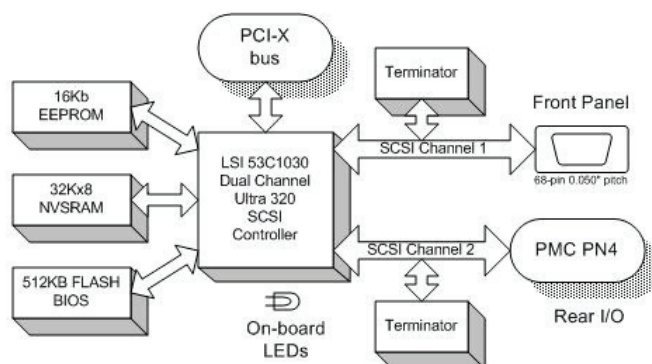 PCI-X
bus
Terminator
16Kb
EEPROM
Front Panel
SCSI Channel 1
68-pin 0.050" pitch
LSI 53C1030
Dual Channel
Ultra 320
SCSI
Controller
32Kx8
NVSRAM
SCSI Channel 2
PMC PN4
512KB FLASH
BIOS
On-board
LEDs
Terminator
Rear I/O